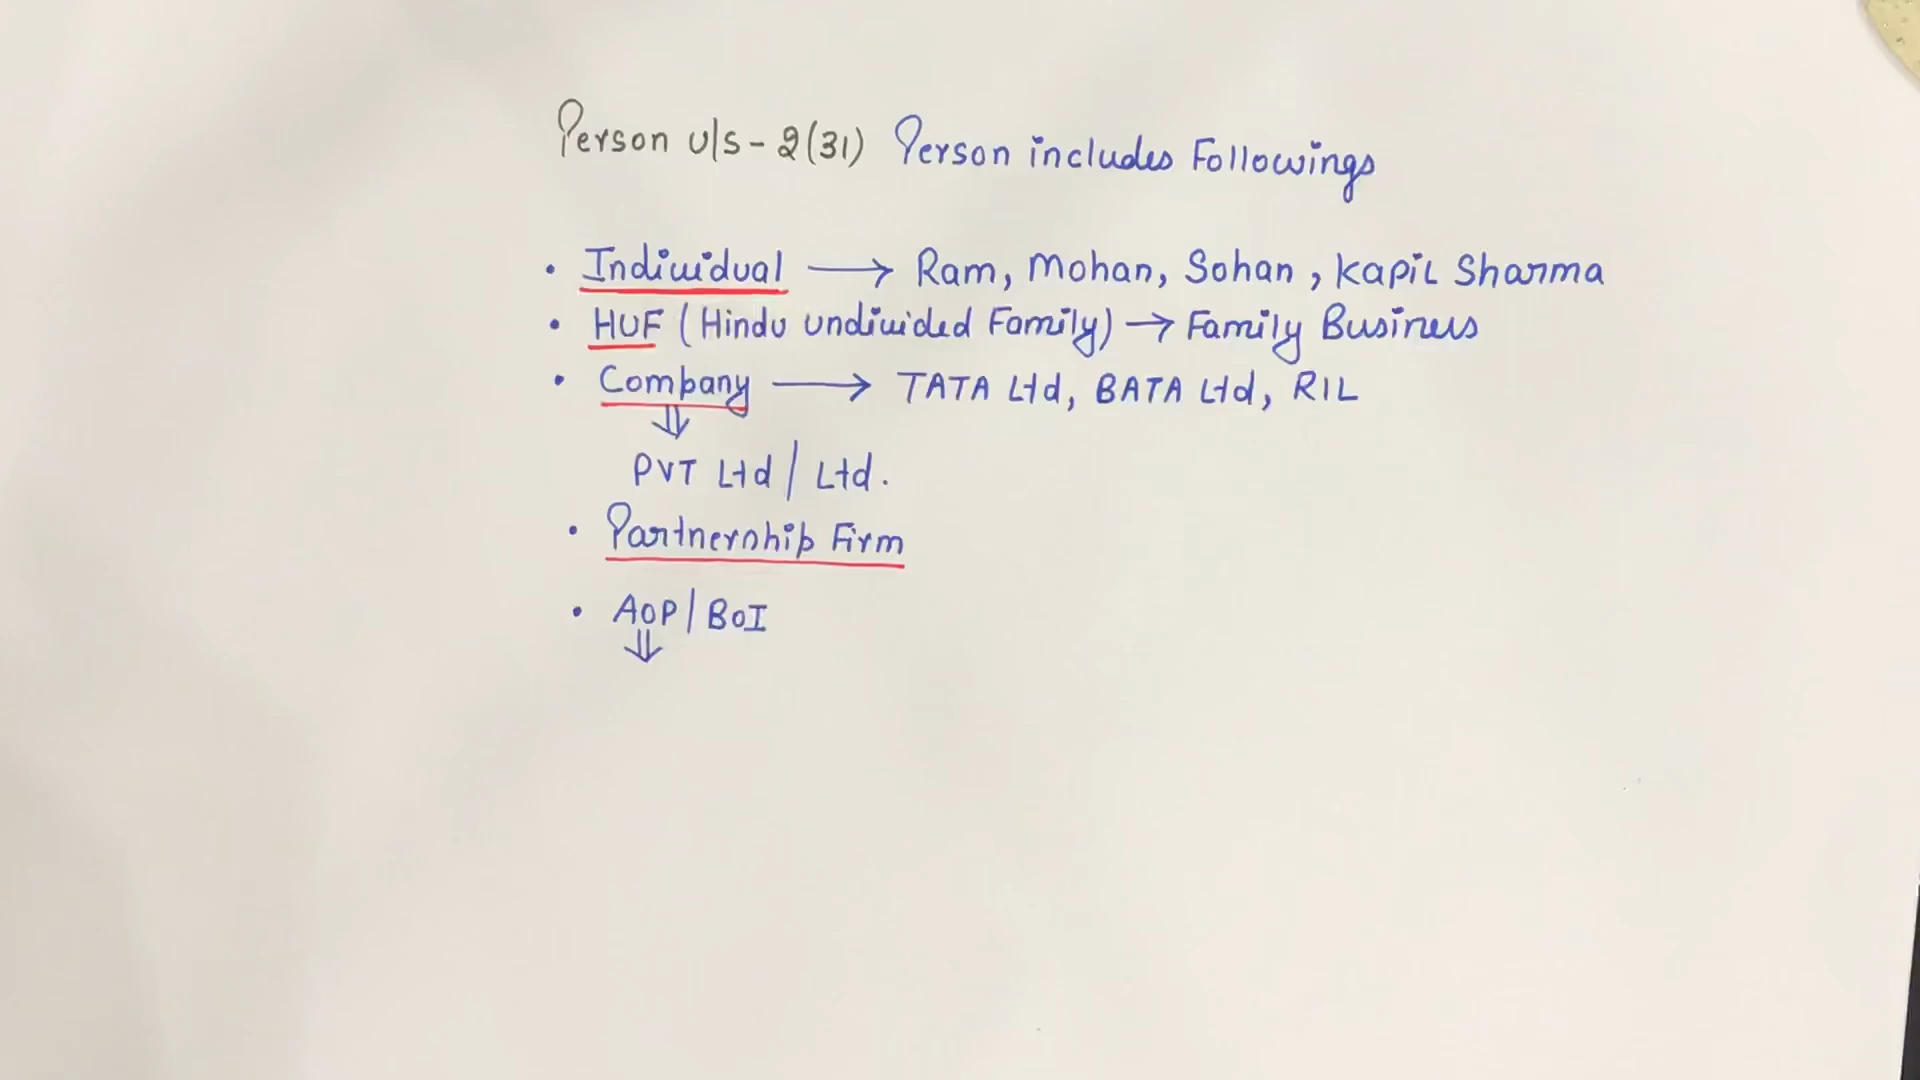 Person u/s - 2(31) Person includes Followings
• Individual → Ram, Mohan, Sohan, Kapil Sharma
• HUF (Hindu undivided Family) → Family Business
• Company → TATA Ltd, BATA Ltd, RIL
⇓
PVT Ltd / Ltd.
• Partnership Firm
• AOP / BOI
⇓